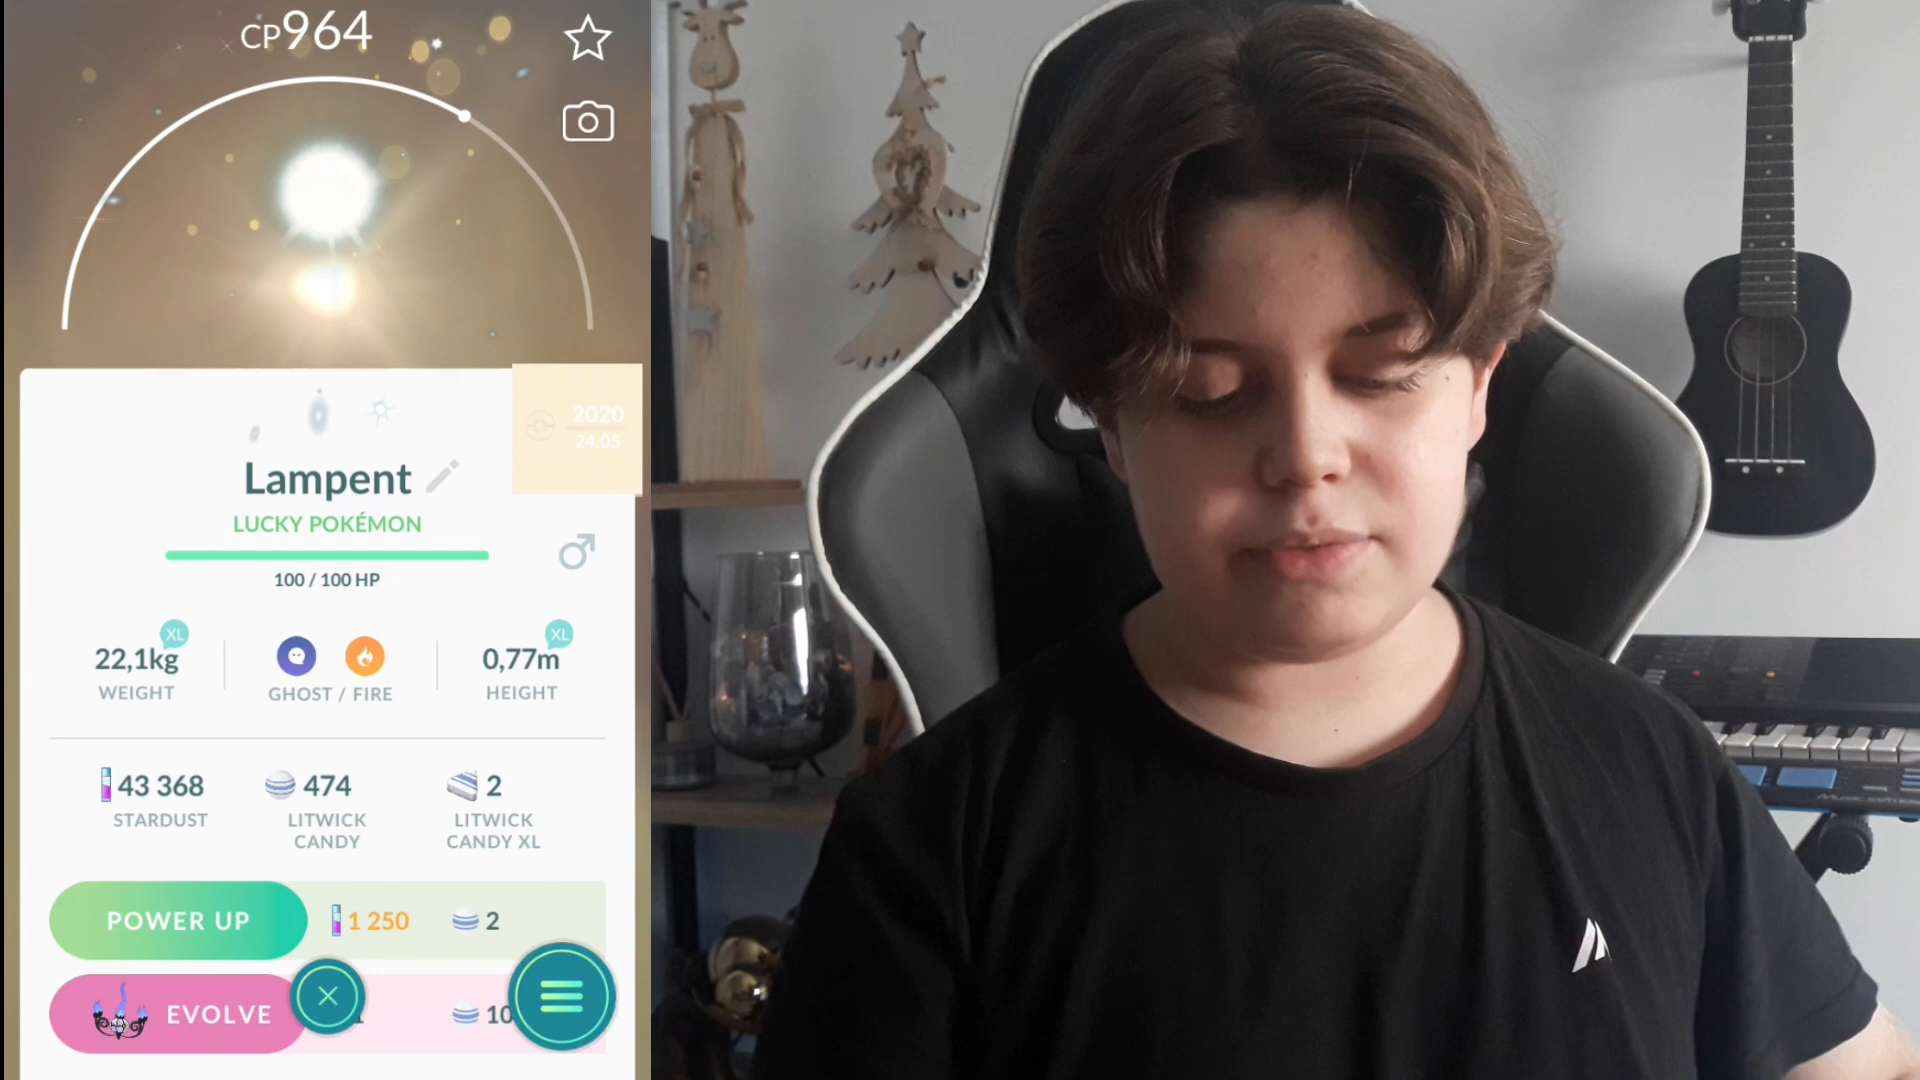 CP964
2020
24.05
Lampent
LUCKY POKÉMON
100 / 100 HP
XL
XL
22,1kg
0,77m
WEIGHT
GHOST / FIRE
HEIGHT
43 368
474
2
STARDUST
LITWICK
CANDY
LITWICK
CANDY XL
POWER UP
1 250
2
EVOLVE
10